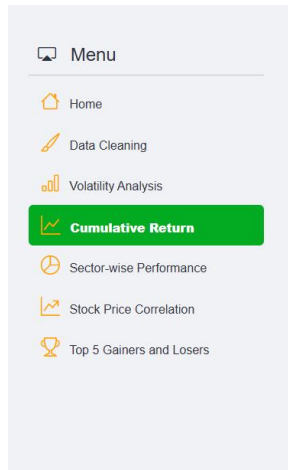 Menu
Home
Data Cleaning
Volatility Analysis
Cumulative Return
Sector-wise Performance
Stock Price Correlation
Top 5 Gainers and Losers